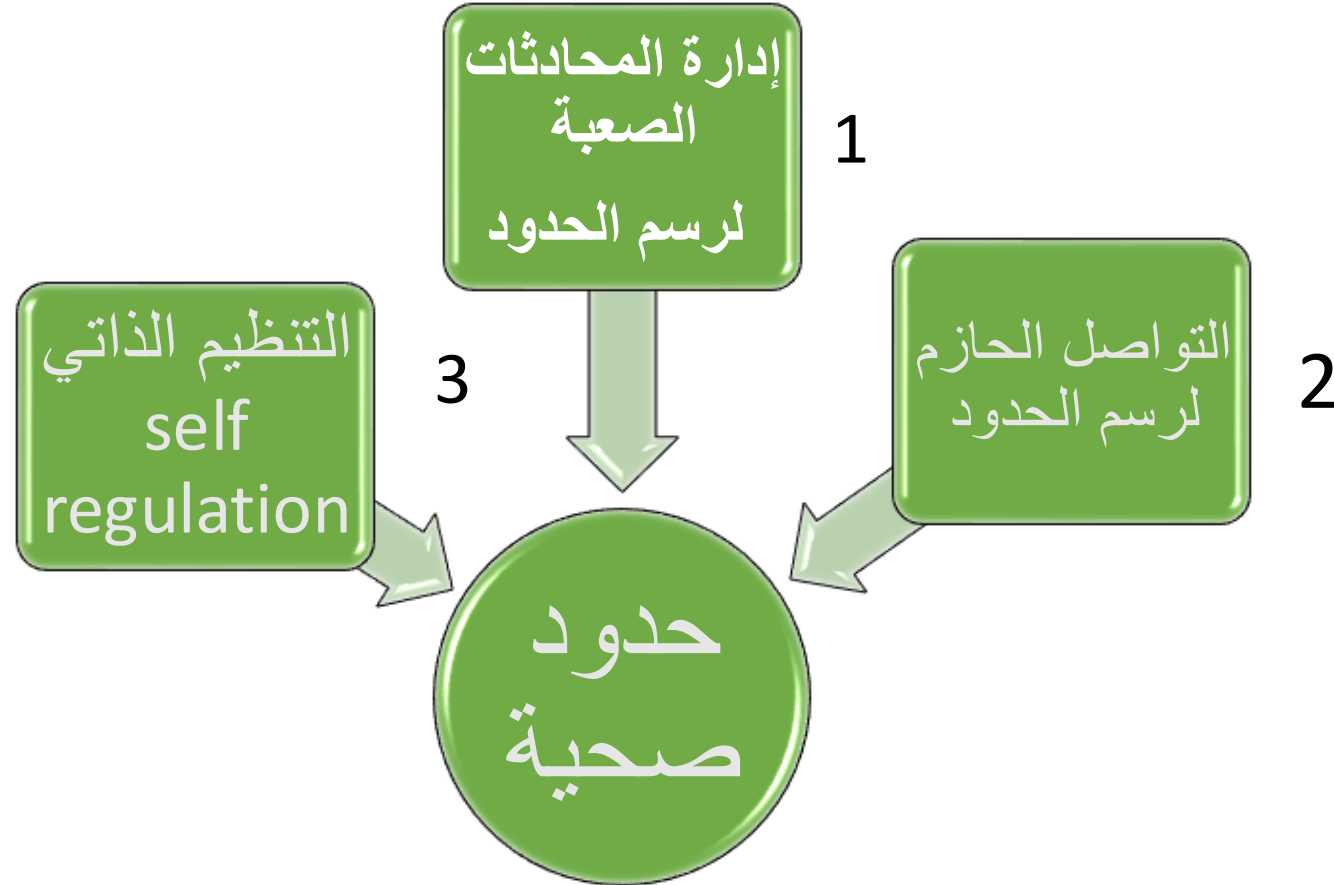 إدارة المحادثات
الصعبة
لرسم الحدود
1
التواصل الحازم
لرسم الحدود
2
التنظيم الذاتي
self
regulation
3
حدود
صحية